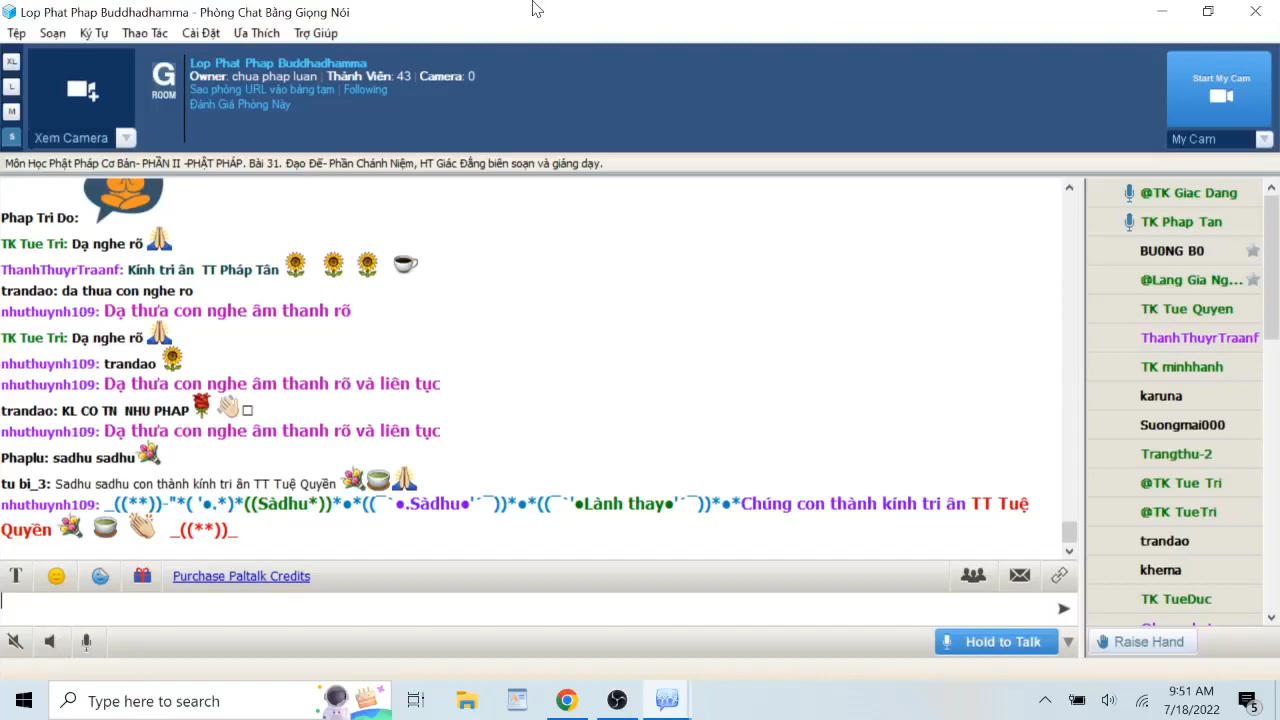 Lop Phat Phap Buddhadhamma - Phòng Chat Bằng Giọng Nói
Tệp Soạn Ký Tự Thao Tác Cài Đặt Ưa Thích Trợ Giúp
XL
L
M
S
Xem Camera
G
ROOM
Lop Phat Phap Buddhadhamma
Owner: chua phap luan | Thành Viên: 43 | Camera: 0
Sao phòng URL vào bảng tạm | Following
Đánh Giá Phòng Này
Start My Cam
My Cam
Môn Học Phật Pháp Cơ Bản- PHẦN II -PHẬT PHÁP. Bài 31. Đạo Đế- Phần Chánh Niệm, HT Giác Đẳng biên soạn và giảng dạy.
Phap Tri Do:
TK Tue Tri: Dạ nghe rõ
ThanhThuyrTraanf: Kính tri ân TT Pháp Tân
trandao: da thua con nghe ro
nhuthuynh109: Dạ thưa con nghe âm thanh rõ
TK Tue Tri: Dạ nghe rõ
nhuthuynh109: trandao
nhuthuynh109: Dạ thưa con nghe âm thanh rõ và liên tục
trandao: KL CO TN NHU PHAP
nhuthuynh109: Dạ thưa con nghe âm thanh rõ và liên tục
Phaplu: sadhu sadhu
tu bi_3: Sadhu sadhu con thành kính tri ân TT Tuệ Quyền
nhuthuynh109: _((**))-"*( '●.*)*((Sàdhu*))*●*((¯`●.Sàdhu●'´¯))*●*((¯`'●Lành thay●'´¯))*●*Chúng con thành kính tri ân TT Tuệ
Quyền _((**))_
@TK Giac Dang
TK Phap Tan
BU0NG B0
@Lang Gia Ng...
TK Tue Quyen
ThanhThuyrTraanf
TK minhhanh
karuna
Suongmai000
Trangthu-2
@TK Tue Tri
@TK TueTri
trandao
khema
TK TueDuc
T
Purchase Paltalk Credits
Hold to Talk
Raise Hand
Type here to search
9:51 AM
7/18/2022
5